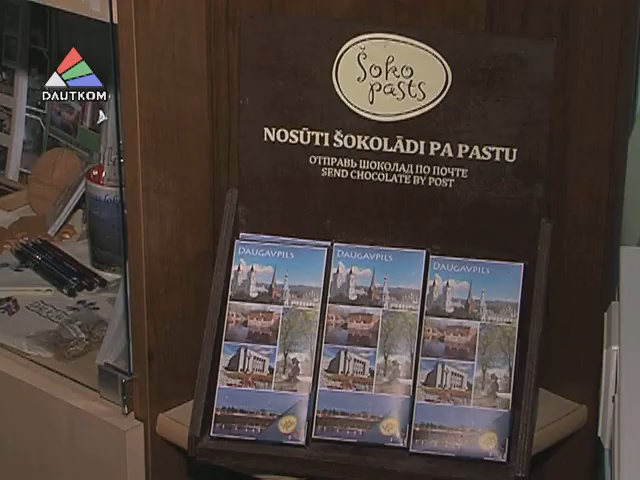 DAUTKOM
Šoko
pasts
NOSŪTI ŠOKOLĀDI PA PASTU
ОТПРАВЬ ШОКОЛАД ПО ПОЧТЕ
SEND CHOCOLATE BY POST
DAUGAVPILS
DAUGAVPILS
DAUGAVPILS